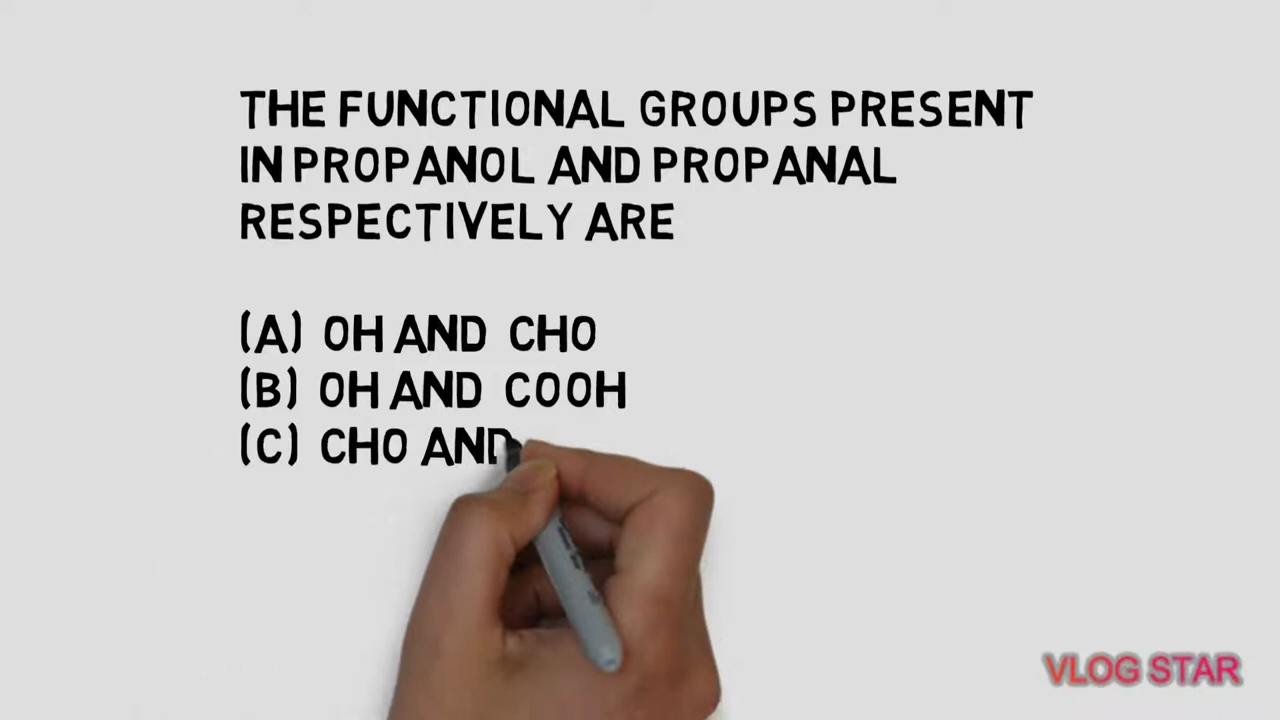 THE FUNCTIONAL GROUPS PRESENT
IN PROPANOL AND PROPANAL
RESPECTIVELY ARE
(A) OH AND CHO
(B) OH AND COOH
(C) CHO AND
VLOG STAR